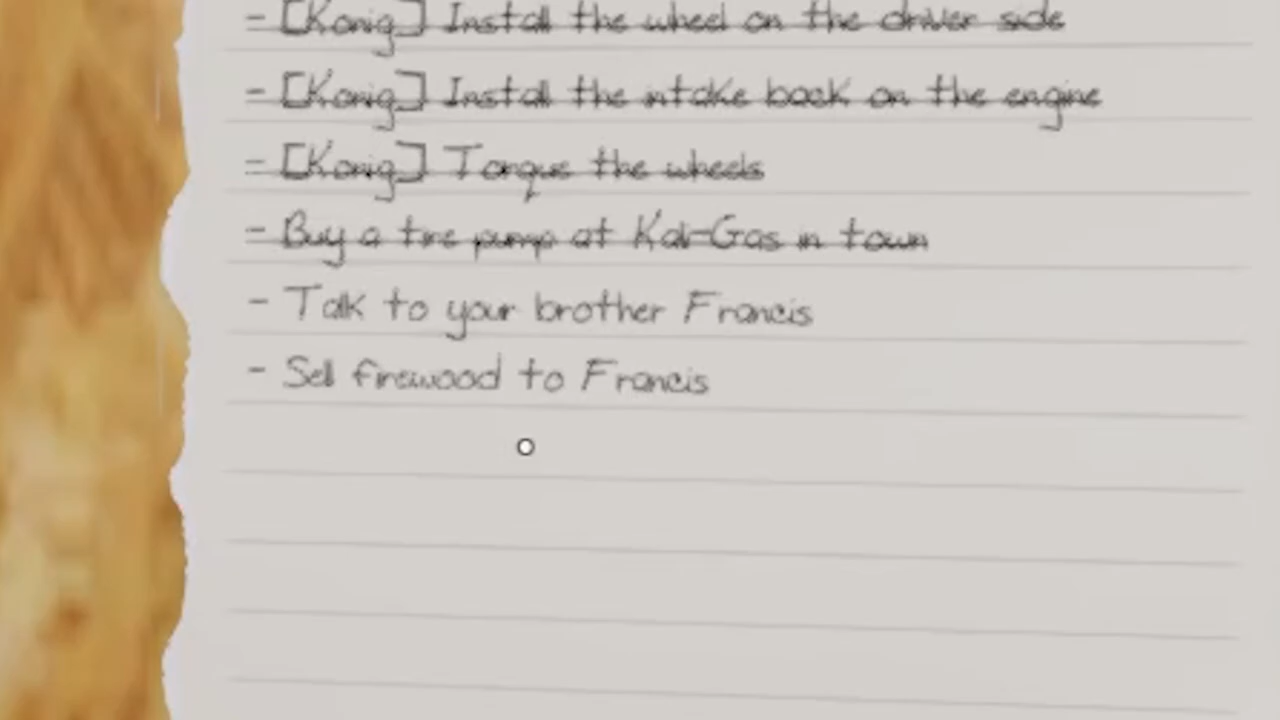 - [Konig] Install the wheel on the driver side
- [Konig] Install the intake back on the engine
- [Konig] Torque the wheels
- Buy a tire pump at Kali-Gas in town
- Talk to your brother Francis
- Sell firewood to Francis